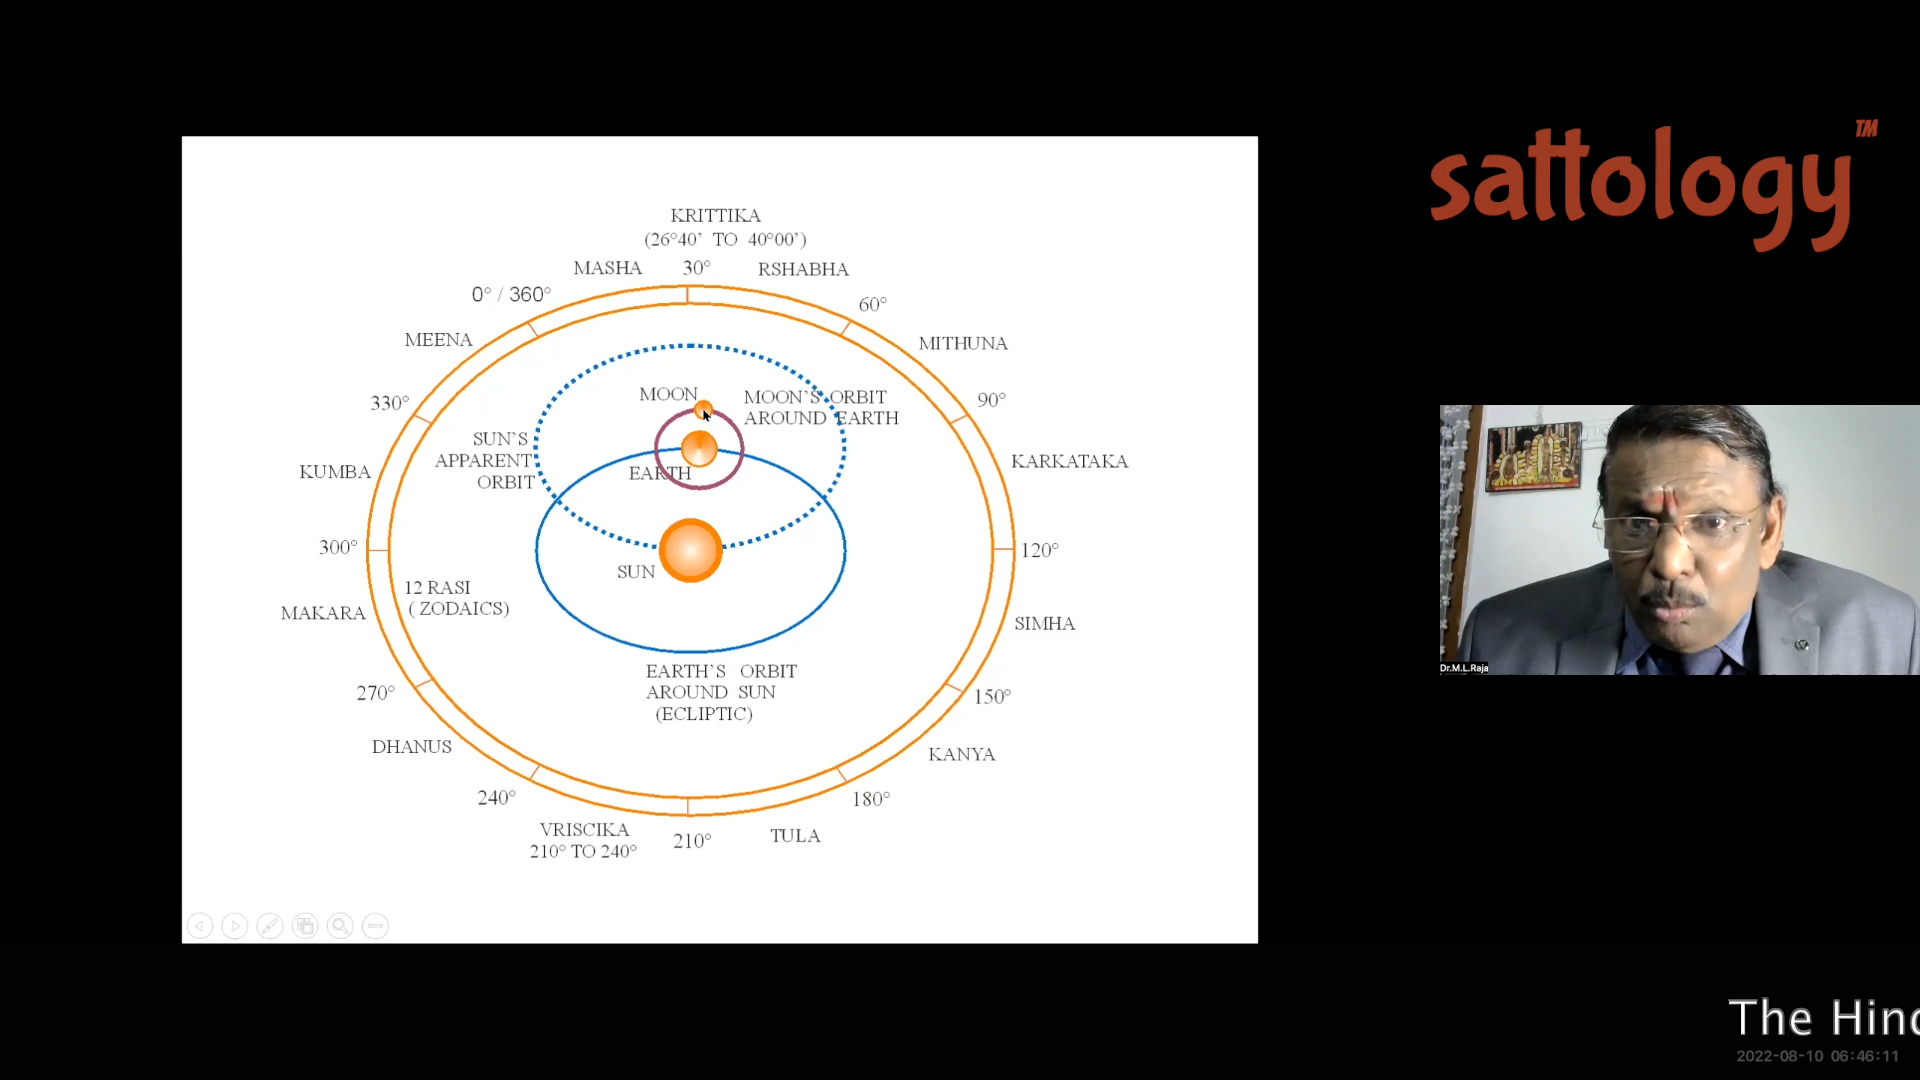 sattology™
KRITTIKA
(26°40' TO 40°00')
MASHA
30°
RSHABHA
0° / 360°
60°
MEENA
MITHUNA
330°
MOON
MOON'S ORBIT
AROUND EARTH
90°
SUN'S
APPARENT
ORBIT
EARTH
KUMBA
KARKATAKA
300°
120°
SUN
12 RASI
( ZODAICS)
MAKARA
SIMHA
EARTH'S ORBIT
AROUND SUN
(ECLIPTIC)
270°
150°
DHANUS
KANYA
240°
180°
VRISCIKA
210° TO 240°
210°
TULA
Dr.M.L.Raja
The Hin
2022-08-10 06:46:11